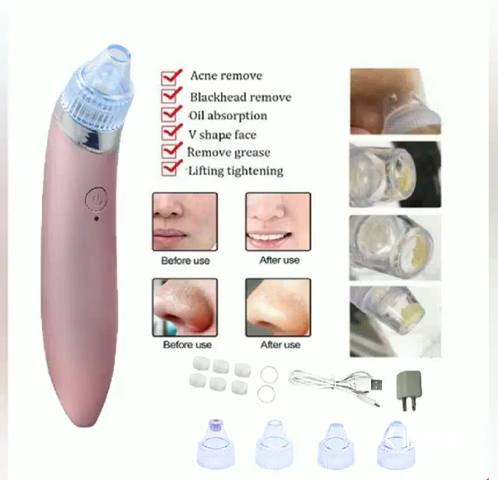 Acne remove
Blackhead remove
Oil absorption
V shape face
Remove grease
Lifting tightening
Before use
After use
Before use
After use